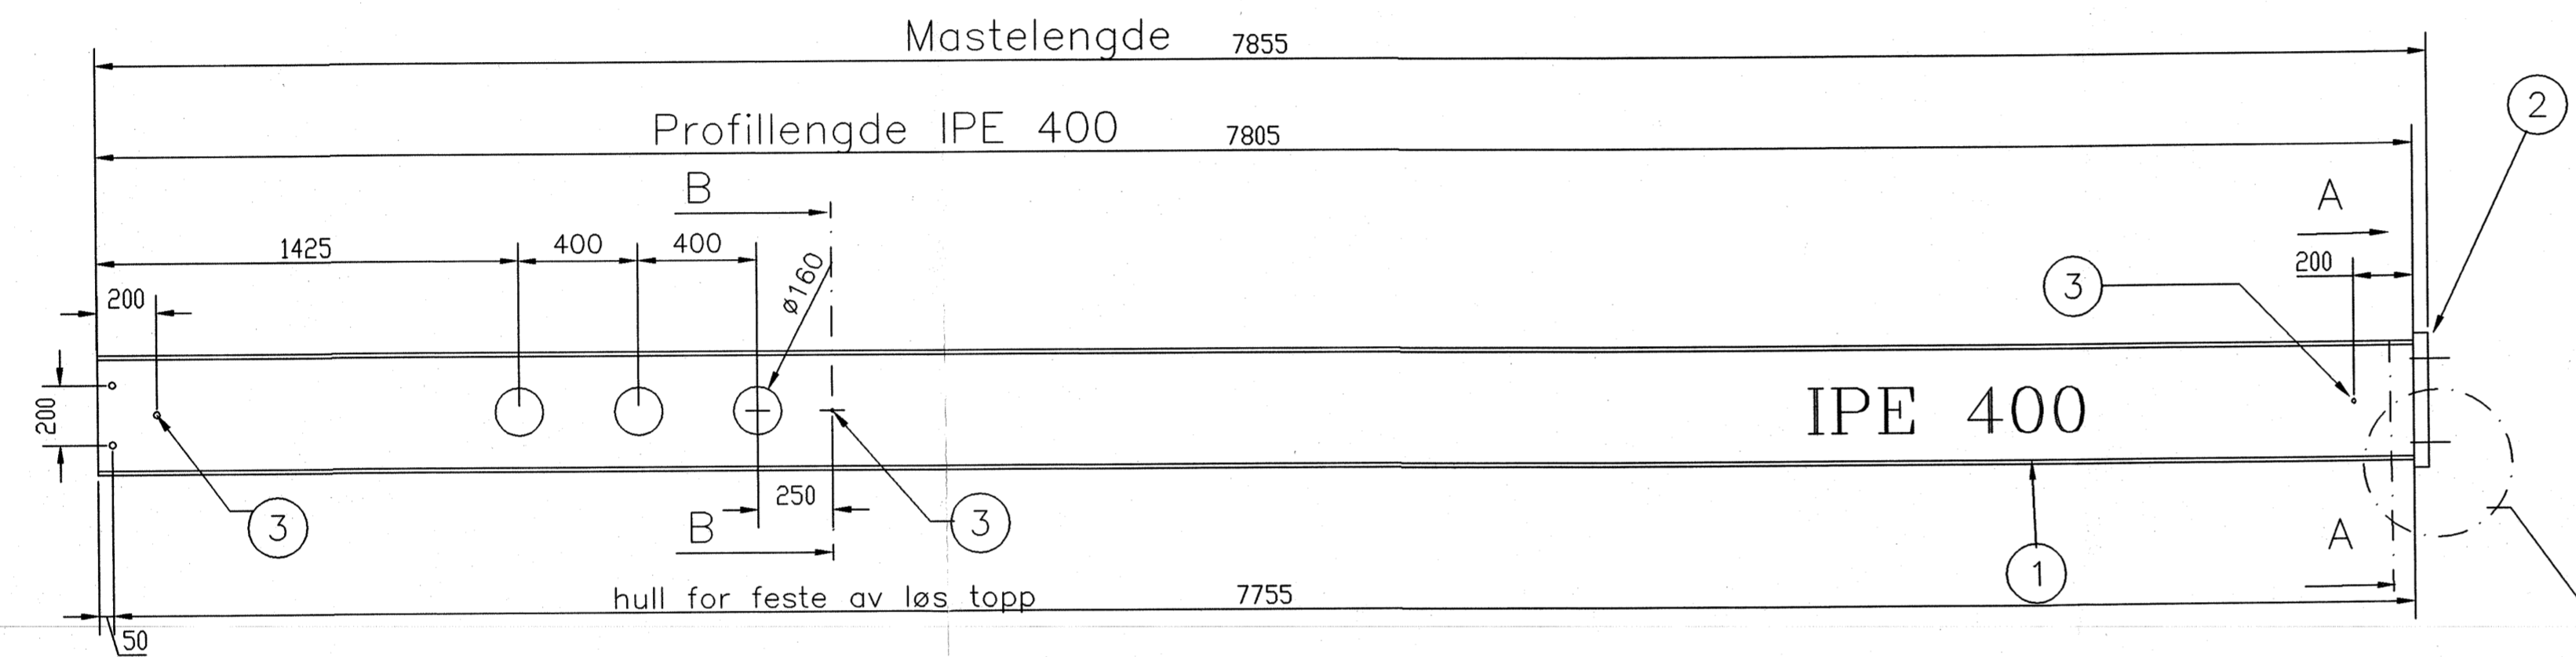 Mastelengde 7855
2
Profillengde IPE 400 7805
B
A
1425 400 400
ø160
200
3
200
200
IPE 400
250
3
3
B
A
1
hull for feste av løs topp 7755
50